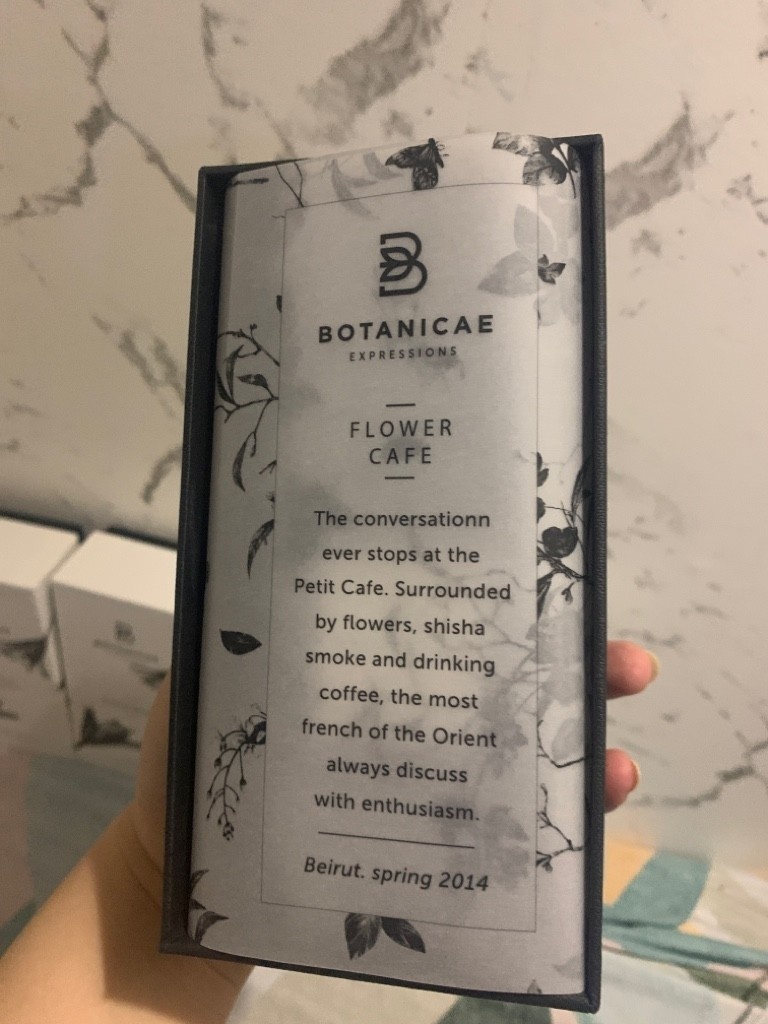 B
BOTANICAE
EXPRESSIONS
FLOWER
CAFE
The conversationn
ever stops at the
Petit Cafe. Surrounded
by flowers, shisha
smoke and drinking
coffee, the most
french of the Orient
always discuss
with enthusiasm.
Beirut. spring 2014